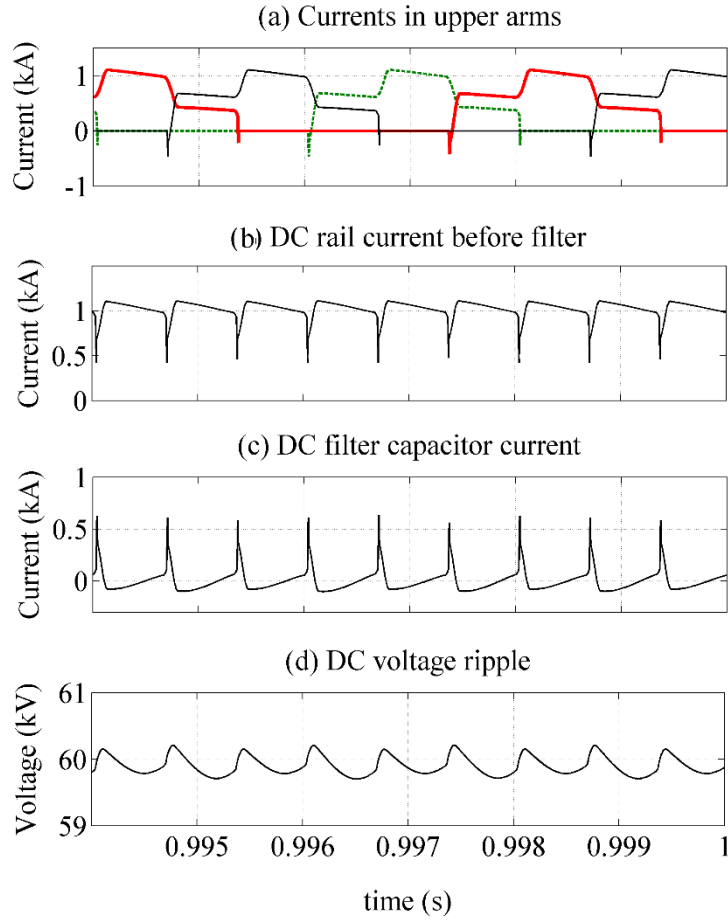 (a) Currents in upper arms
Current (kA)
1
0
-1
(b) DC rail current before filter
Current (kA)
1
0.5
0
(c) DC filter capacitor current
Current (kA)
1
0.5
0
(d) DC voltage ripple
Voltage (kV)
61
60
59
0.995 0.996 0.997 0.998 0.999 1
time (s)